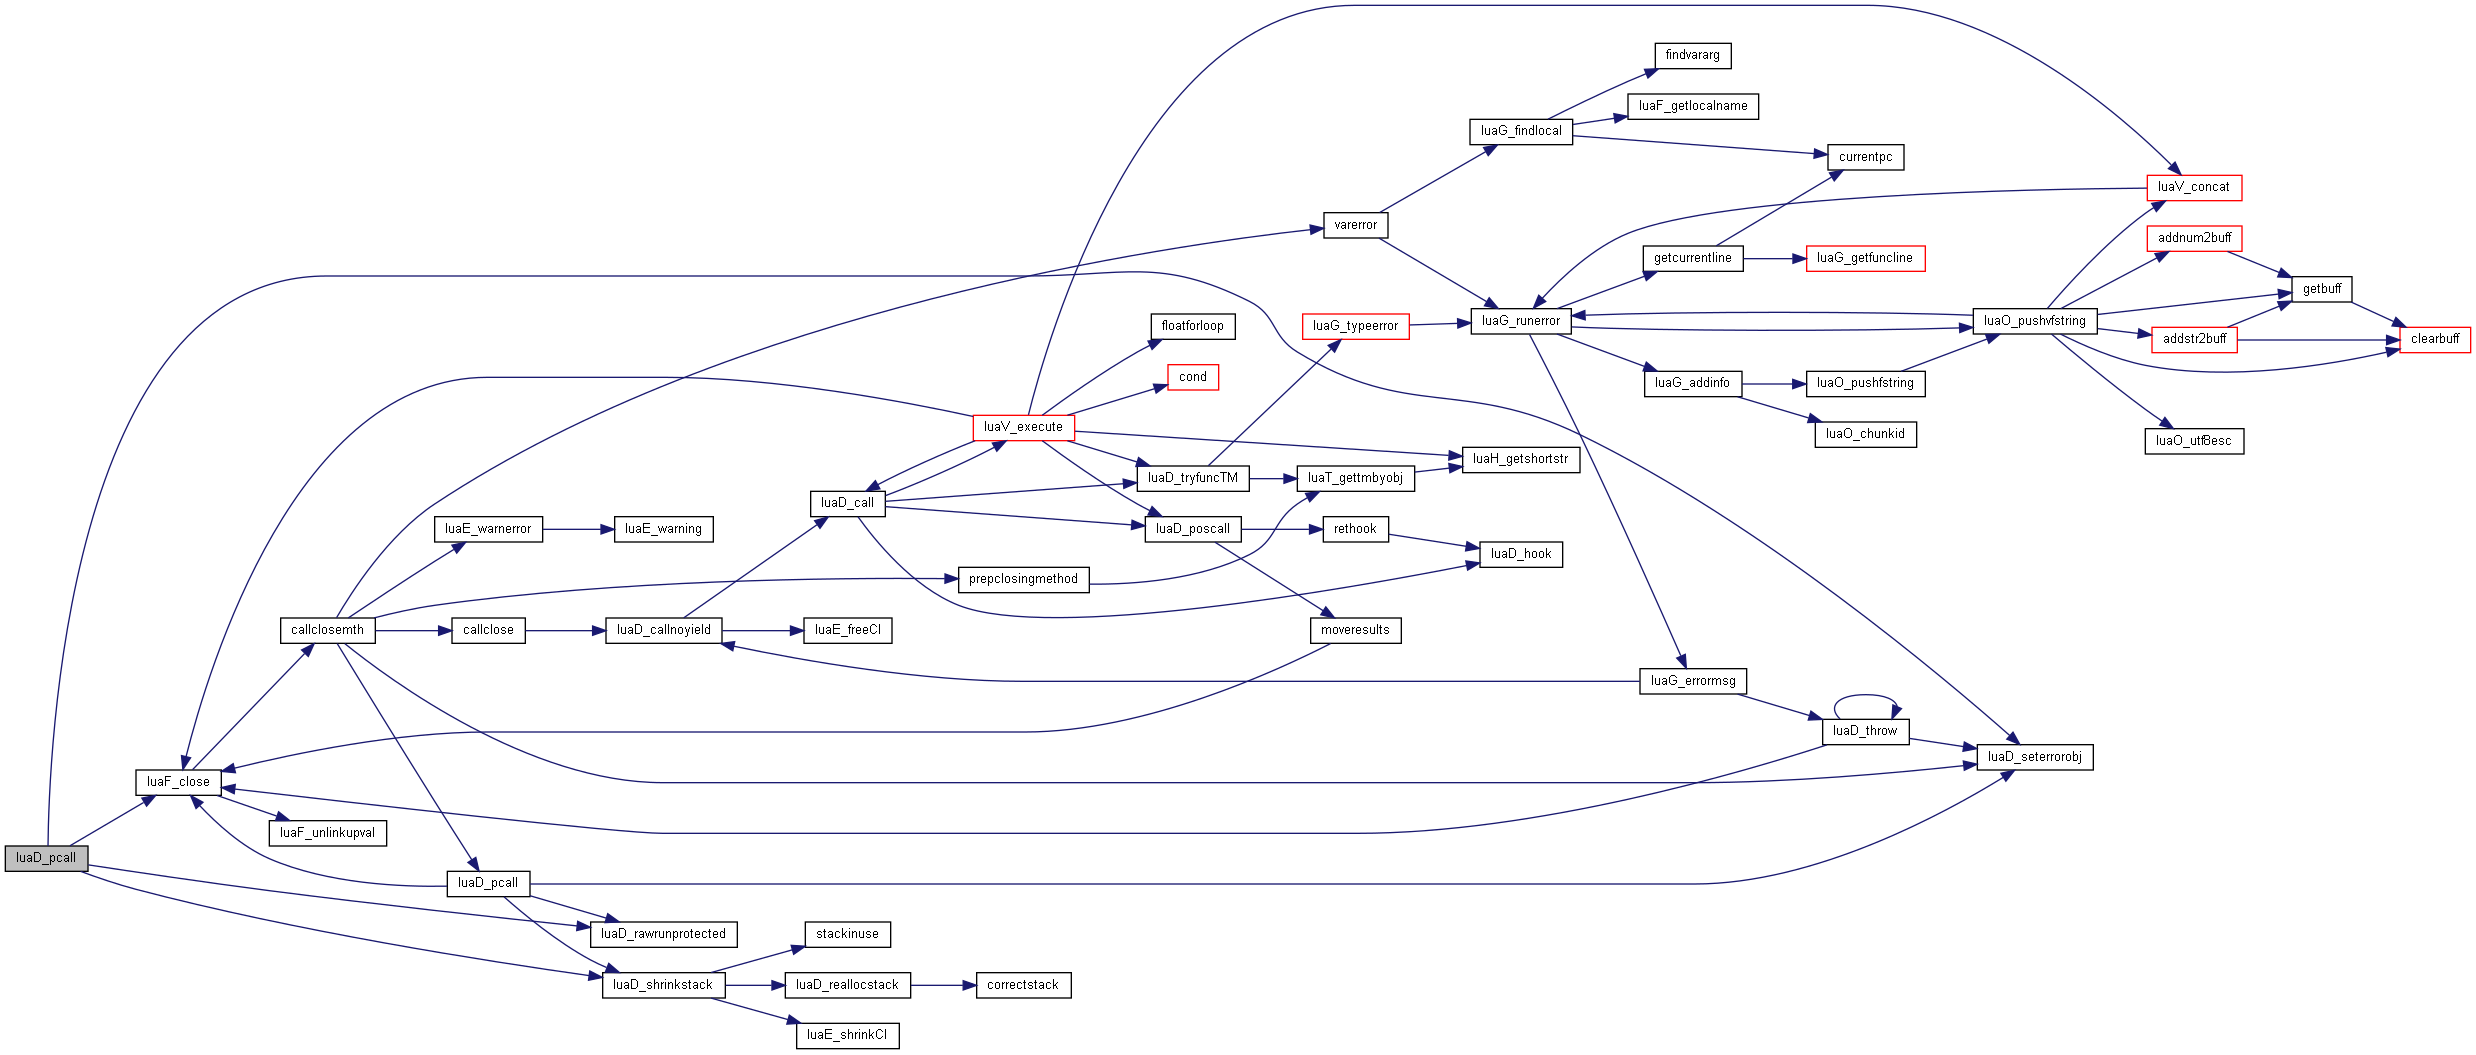 findvararg
luaF_getlocalname
luaG_findlocal
currentpc
luaV_concat
varerror
addnum2buff
getcurrentline
luaG_getfuncline
getbuff
floatforloop
luaG_typeerror
luaG_runerror
luaO_pushvfstring
addstr2buff
clearbuff
cond
luaG_addinfo
luaO_pushfstring
luaV_execute
luaO_chunkid
luaO_utf8esc
luaH_getshortstr
luaD_tryfuncTM
luaT_gettmbyobj
luaD_call
luaE_warnerror
luaE_warning
luaD_poscall
rethook
luaD_hook
prepclosingmethod
callclosemth
callclose
luaD_callnoyield
luaE_freeCI
moveresults
luaG_errormsg
luaD_throw
luaD_seterrorobj
luaF_close
luaF_unlinkupval
luaD_pcall
luaD_pcall
luaD_rawrunprotected
stackinuse
luaD_shrinkstack
luaD_reallocstack
correctstack
luaE_shrinkCI